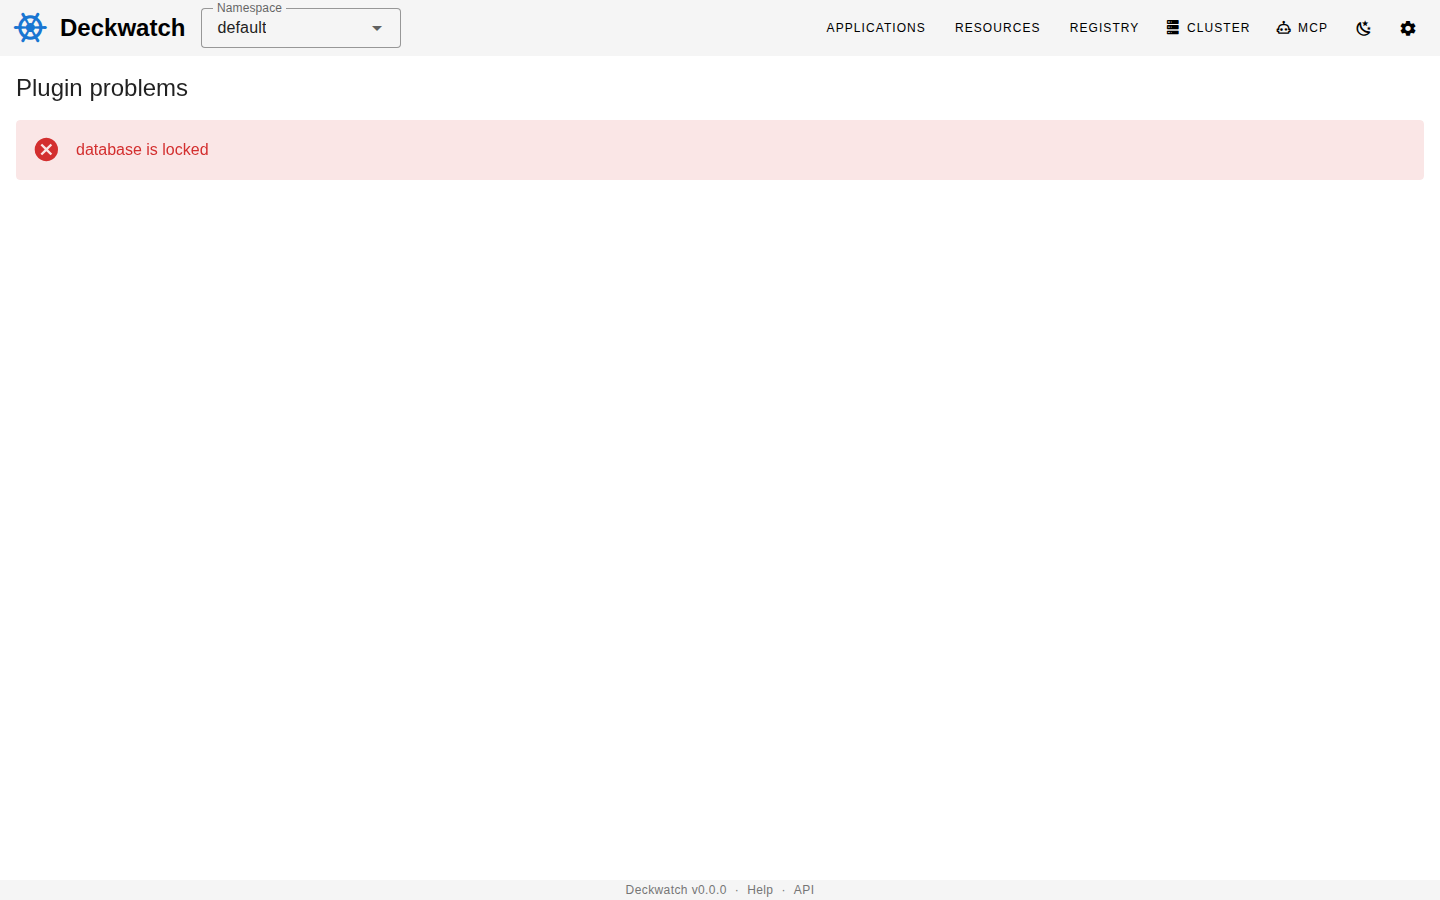 Deckwatch
Namespace
default
APPLICATIONS
RESOURCES
REGISTRY
CLUSTER
MCP
Plugin problems
database is locked
Deckwatch v0.0.0 · Help · API